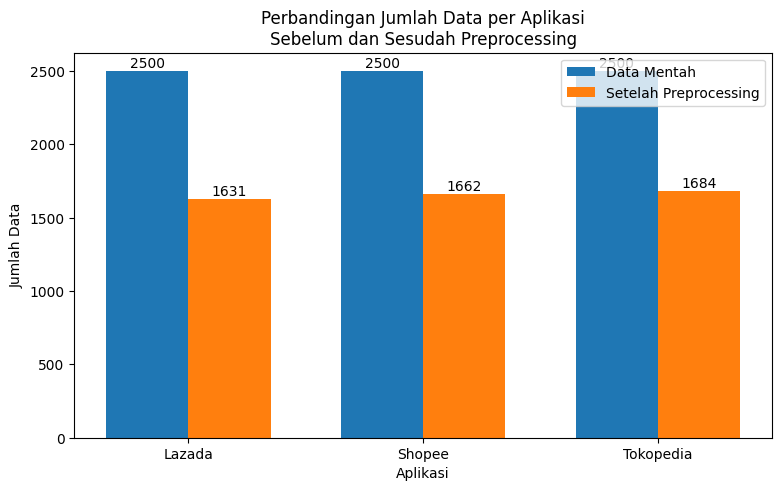 Perbandingan Jumlah Data per Aplikasi
Sebelum dan Sesudah Preprocessing
2500
2500
2500
Data Mentah
Setelah Preprocessing
1631
1662
1684
2500
2000
1500
1000
500
0
Jumlah Data
Lazada
Shopee
Tokopedia
Aplikasi